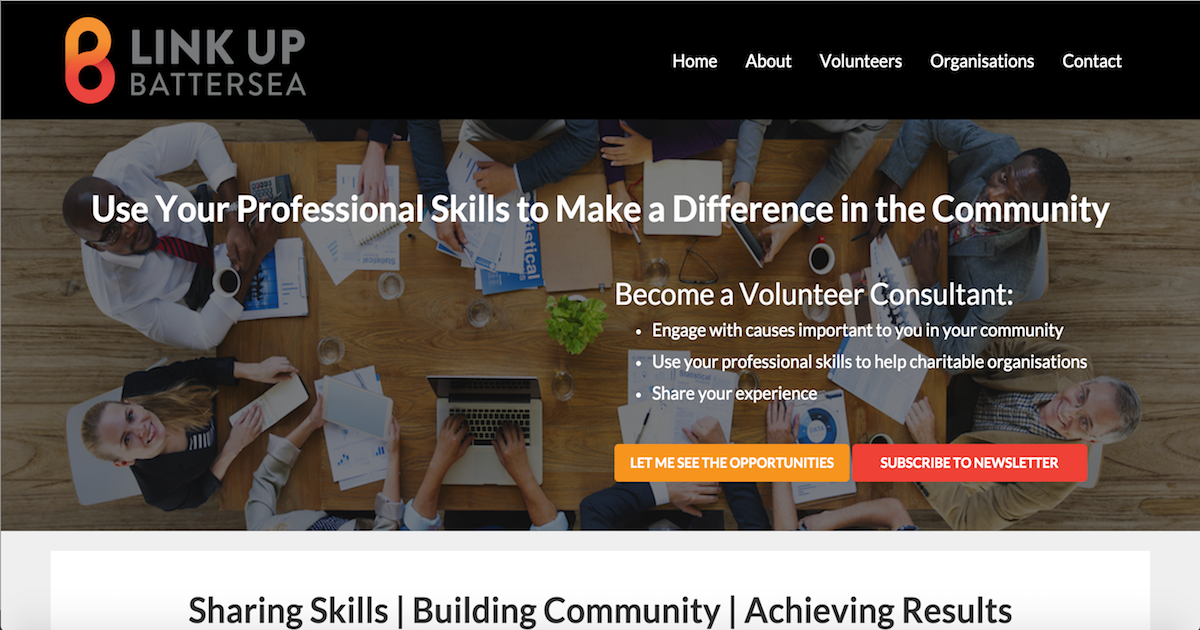 LINK UP
BATTERSEA
Home About Volunteers Organisations Contact
Use Your Professional Skills to Make a Difference in the Community
Become a Volunteer Consultant:
• Engage with causes important to you in your community
• Use your professional skills to help charitable organisations
• Share your experience
LET ME SEE THE OPPORTUNITIES
SUBSCRIBE TO NEWSLETTER
Sharing Skills | Building Community | Achieving Results